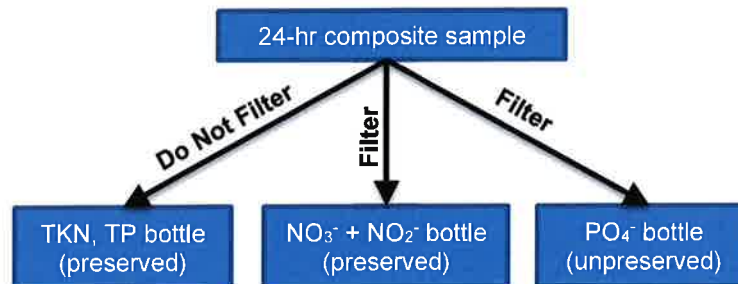 24-hr composite sample
Do Not Filter
Filter
Filter
TKN, TP bottle
(preserved)
NO₃⁻ + NO₂⁻ bottle
(preserved)
PO₄⁻ bottle
(unpreserved)